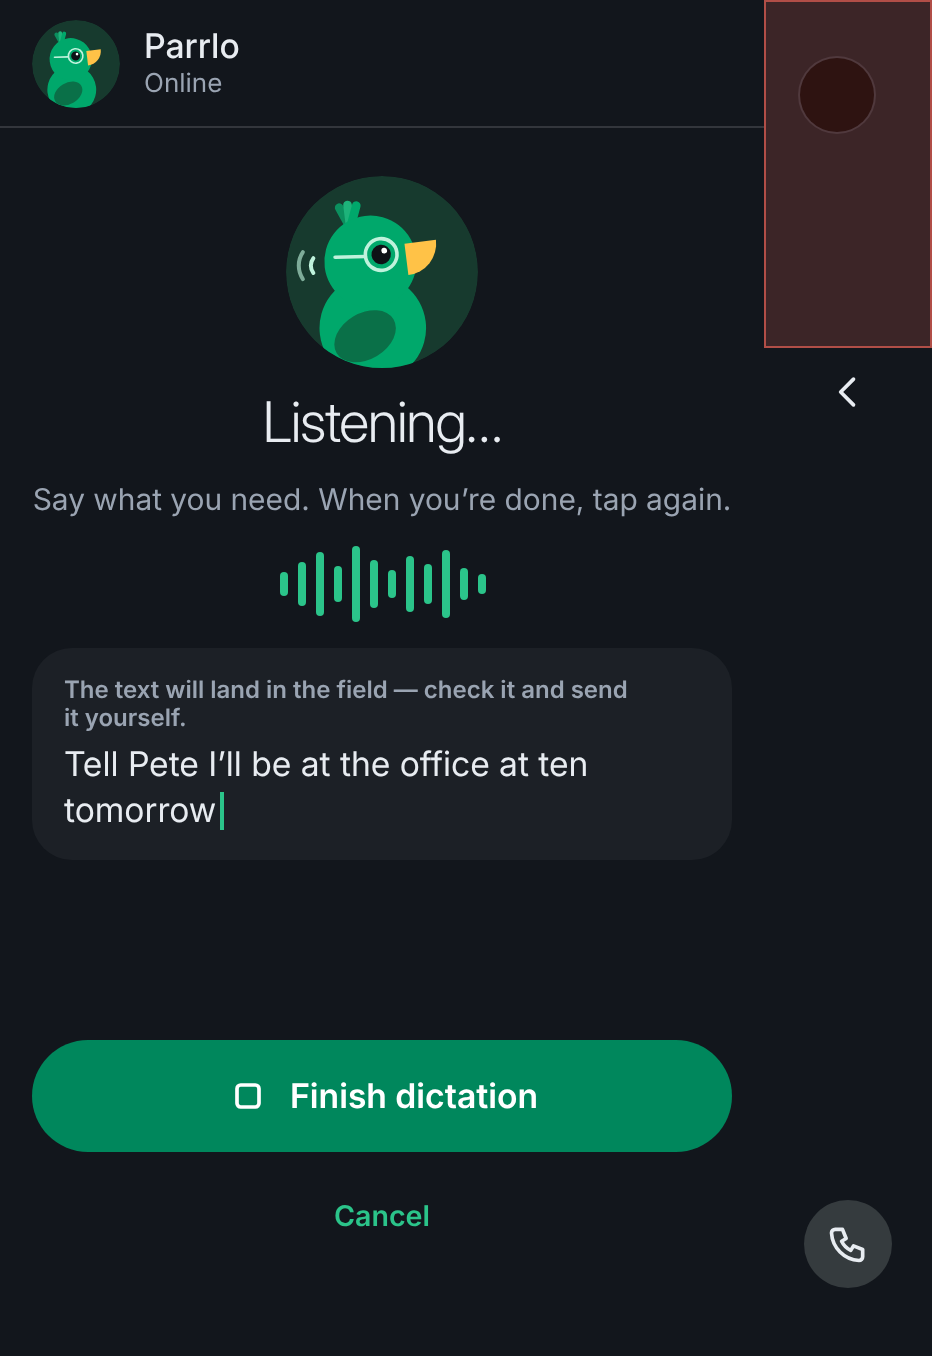 Parrlo
Online
Listening...
Say what you need. When you’re done, tap again.
The text will land in the field — check it and send
it yourself.
Tell Pete I’ll be at the office at ten
tomorrow
Finish dictation
Cancel